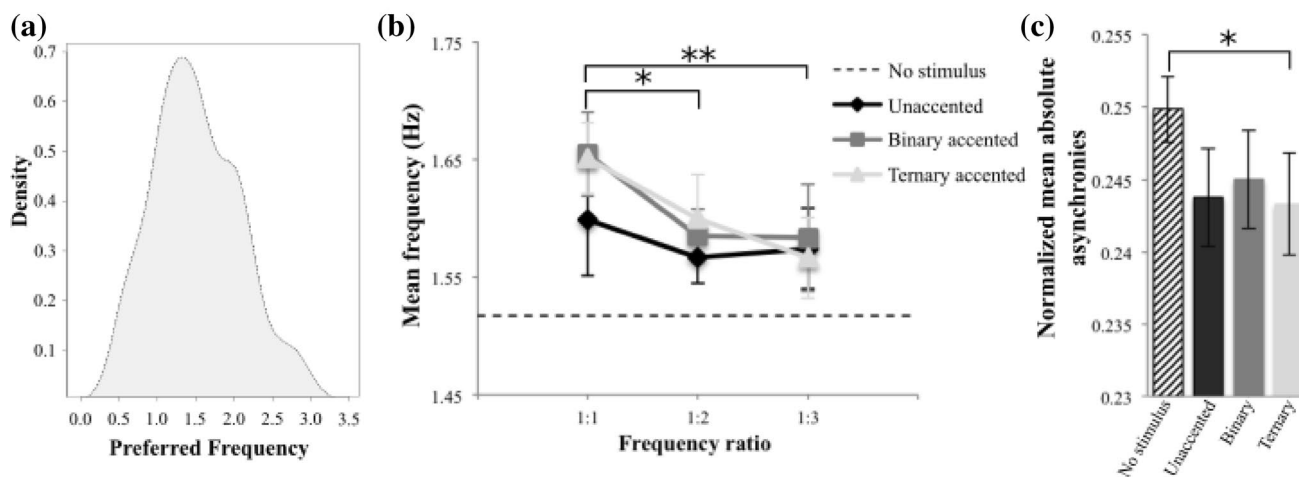 (a)
0.7
0.6
0.5
0.4
0.3
0.2
0.1
Density
0.0 0.5 1.0 1.5 2.0 2.5 3.0 3.5
Preferred Frequency
(b)
1.75
1.65
1.55
1.45
Mean frequency (Hz)
**
*
No stimulus
Unaccented
Binary accented
Ternary accented
1:1 1:2 1:3
Frequency ratio
(c)
0.255
0.25
0.245
0.24
0.235
0.23
Normalized mean absolute
asynchronies
*
No stimulus
Unaccented
Binary
Ternary